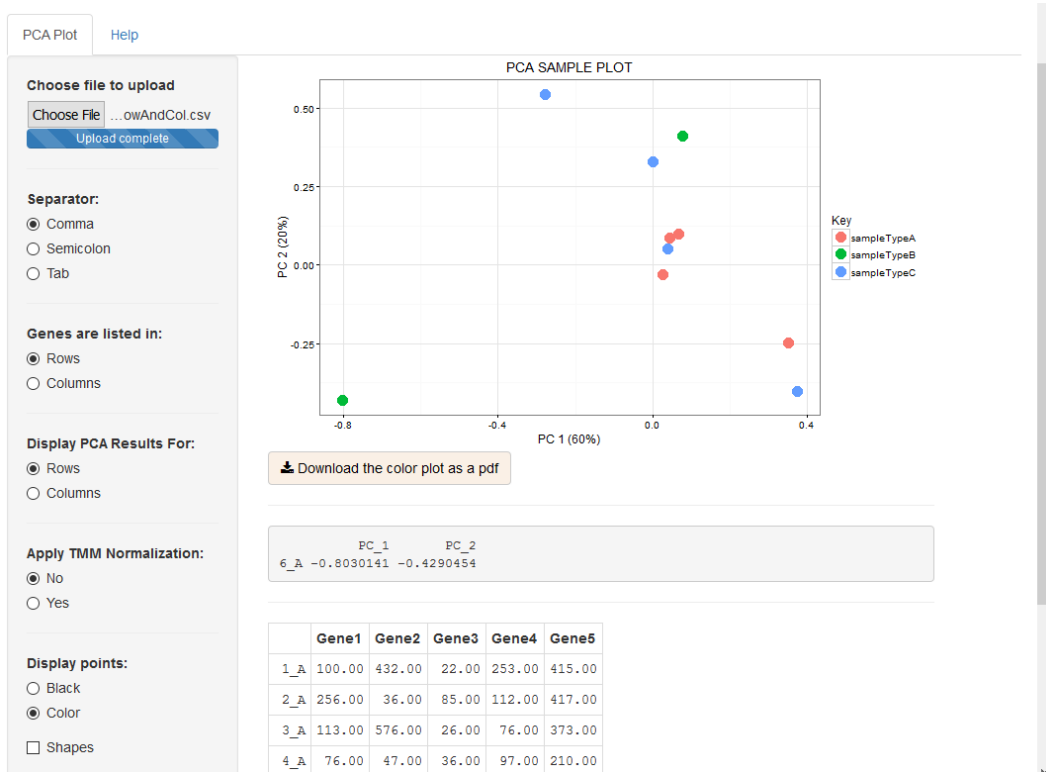 PCA Plot Help
Choose file to upload
Choose File ...owAndCol.csv
Upload complete
Separator:
Comma
Semicolon
Tab
Genes are listed in:
Rows
Columns
Display PCA Results For:
Rows
Columns
Apply TMM Normalization:
No
Yes
Display points:
Black
Color
Shapes
PCA SAMPLE PLOT
PC 2 (20%)
0.50
0.25
0.00
-0.25
-0.8 -0.4 0.0 0.4
PC 1 (60%)
Key
sampleTypeA
sampleTypeB
sampleTypeC
Download the color plot as a pdf
PC_1 PC_2
6_A -0.8030141 -0.4290454
Gene1 Gene2 Gene3 Gene4 Gene5
1_A 100.00 432.00 22.00 253.00 415.00
2_A 256.00 36.00 85.00 112.00 417.00
3_A 113.00 576.00 26.00 76.00 373.00
4_A 76.00 47.00 36.00 97.00 210.00